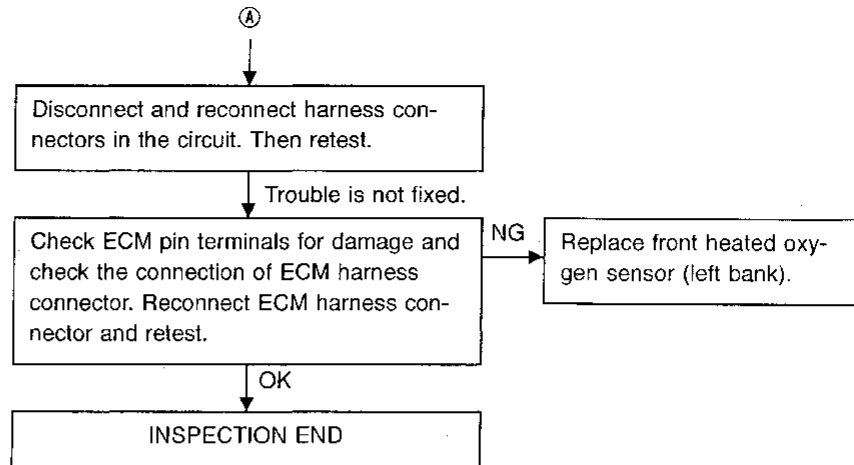 Ⓐ
Disconnect and reconnect harness con-
nectors in the circuit. Then retest.
Trouble is not fixed.
Check ECM pin terminals for damage and
check the connection of ECM harness
connector. Reconnect ECM harness con-
nector and retest.
NG
Replace front heated oxy-
gen sensor (left bank).
OK
INSPECTION END